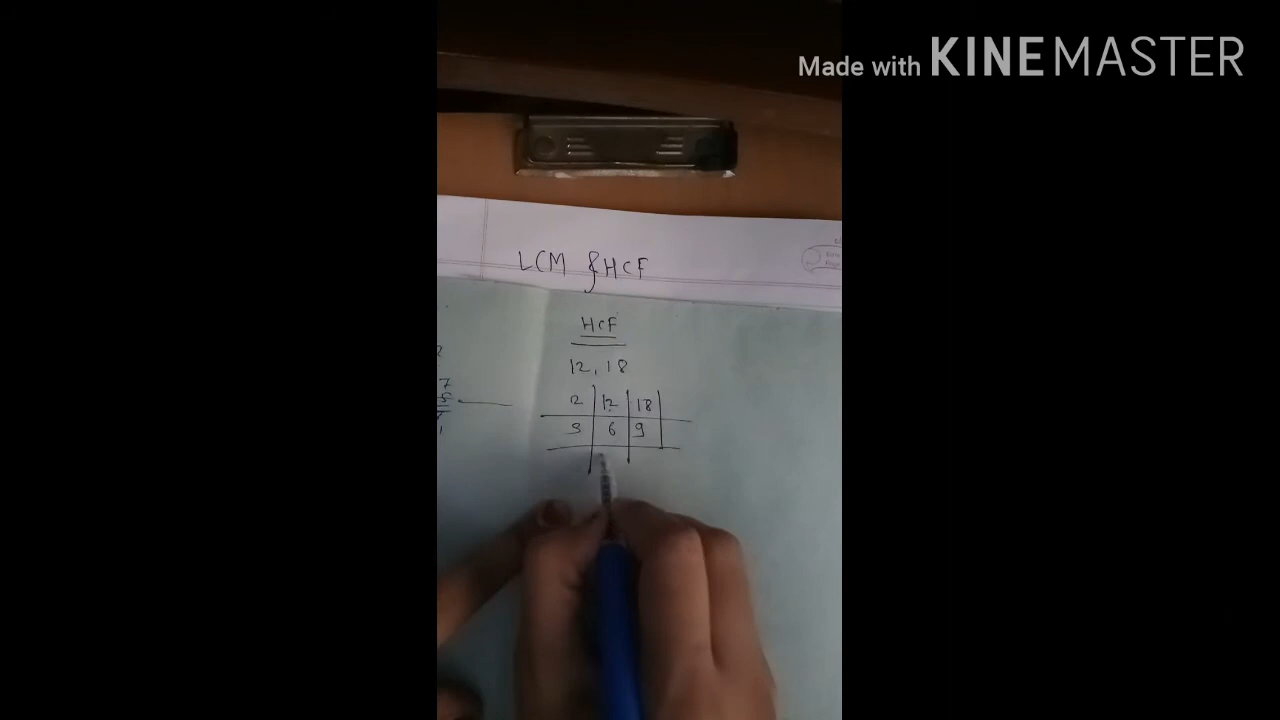 Made with KINEMASTER
LCM & HCF
HCF
12, 18
2 12 18
3 6 9